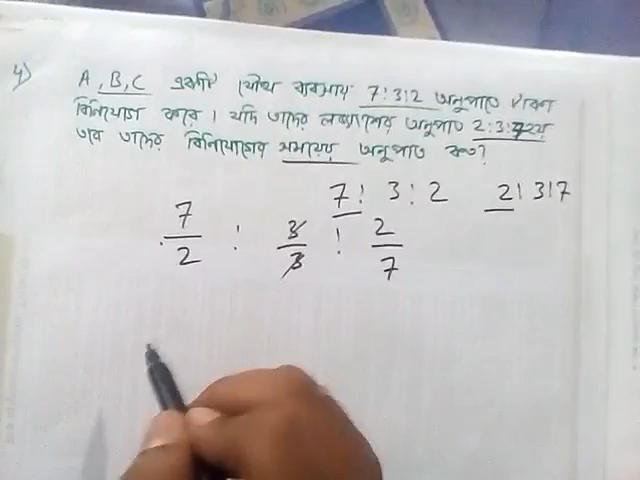 4) A, B, C একটি যৌথ ব্যবসায় 7:3:2 অনুপাতে টাকা
বিনিয়োগ করে। যদি তাদের লভ্যাংশের অনুপাত 2:3:7 হয়
তবে তাদের বিনিয়োগের সময়ের অনুপাত কত?
7 : 3 : 2 2 : 3 : 7
7/2 : 3/3 : 2/7